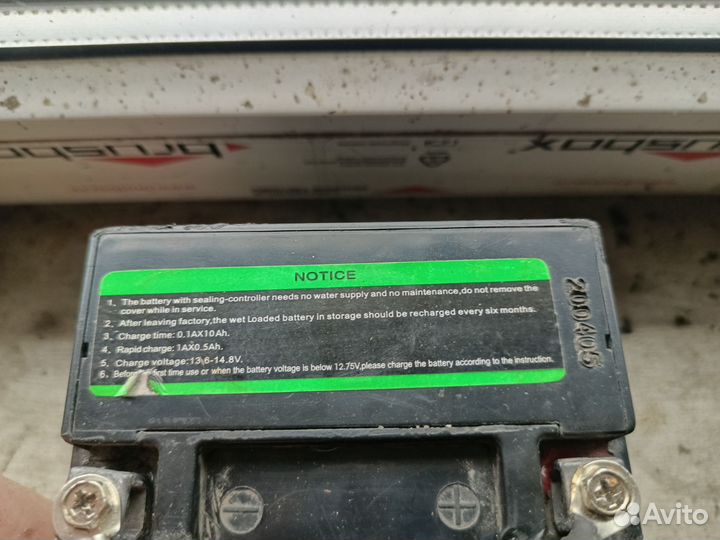 brusbox
NOTICE
1. The battery with sealing-controller needs no water supply and no maintenance,do not remove the
cover while in service.
2. After leaving factory,the wet Loaded battery in storage should be recharged every six months.
3. Charge time: 0.1AX10Ah.
4. Rapid charge: 1AX0.5Ah.
5. Charge voltage: 13.6-14.8V.
6. Before first time use or when the battery voltage is below 12.75V,please charge the battery according to the instruction.
200405
Avito